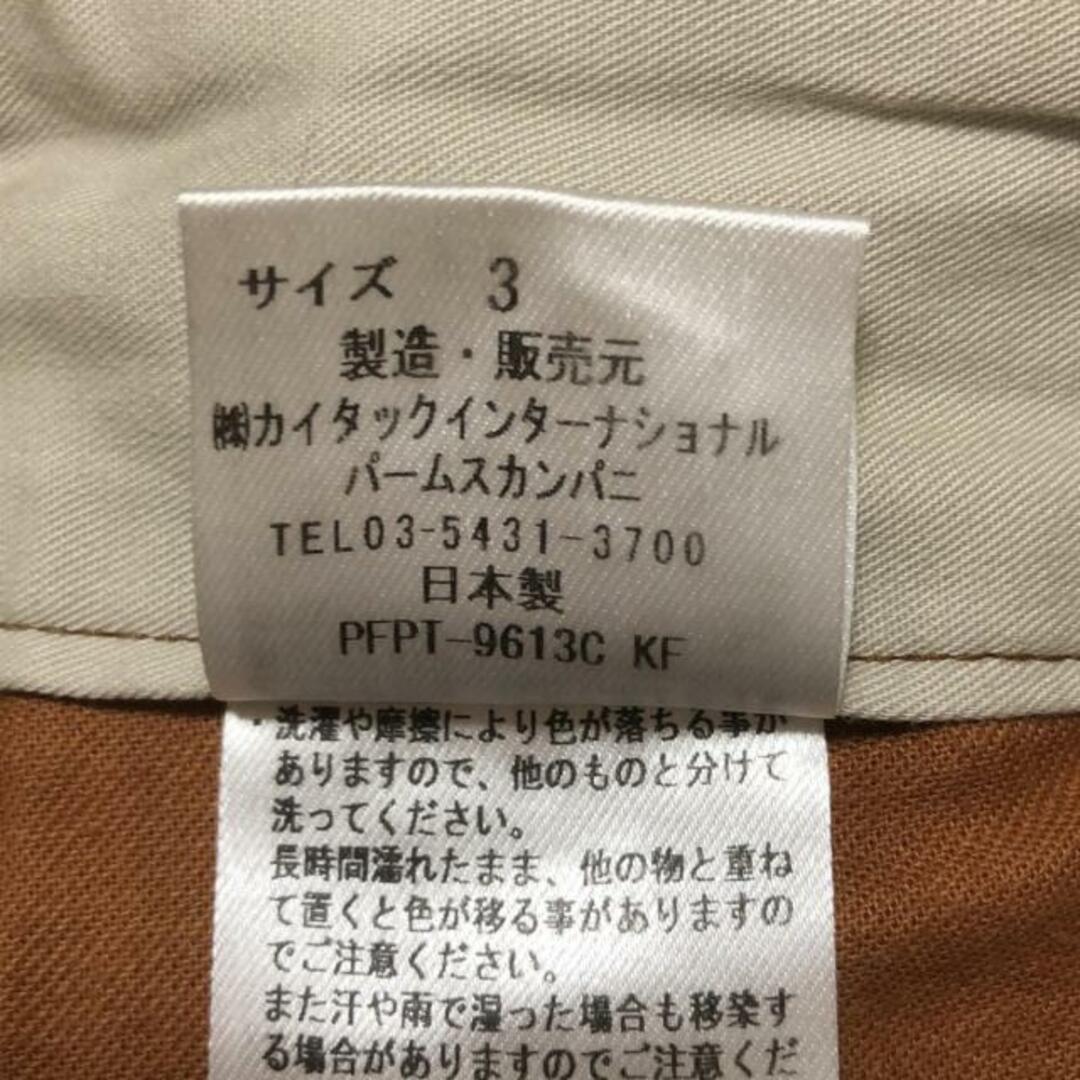 サイズ 3
製造・販売元
㈱カイタックインターナショナル
パームスカンパニ
TEL03-5431-3700
日本製
PFPT-9613C KF
・洗濯や摩擦により色が落ちる事が
ありますので、他のものと分けて
洗ってください。
長時間濡れたまま、他の物と重ね
て置くと色が移る事がありますの
でご注意ください。
また汗や雨で湿った場合も移染す
る場合がありますのでご注意くだ